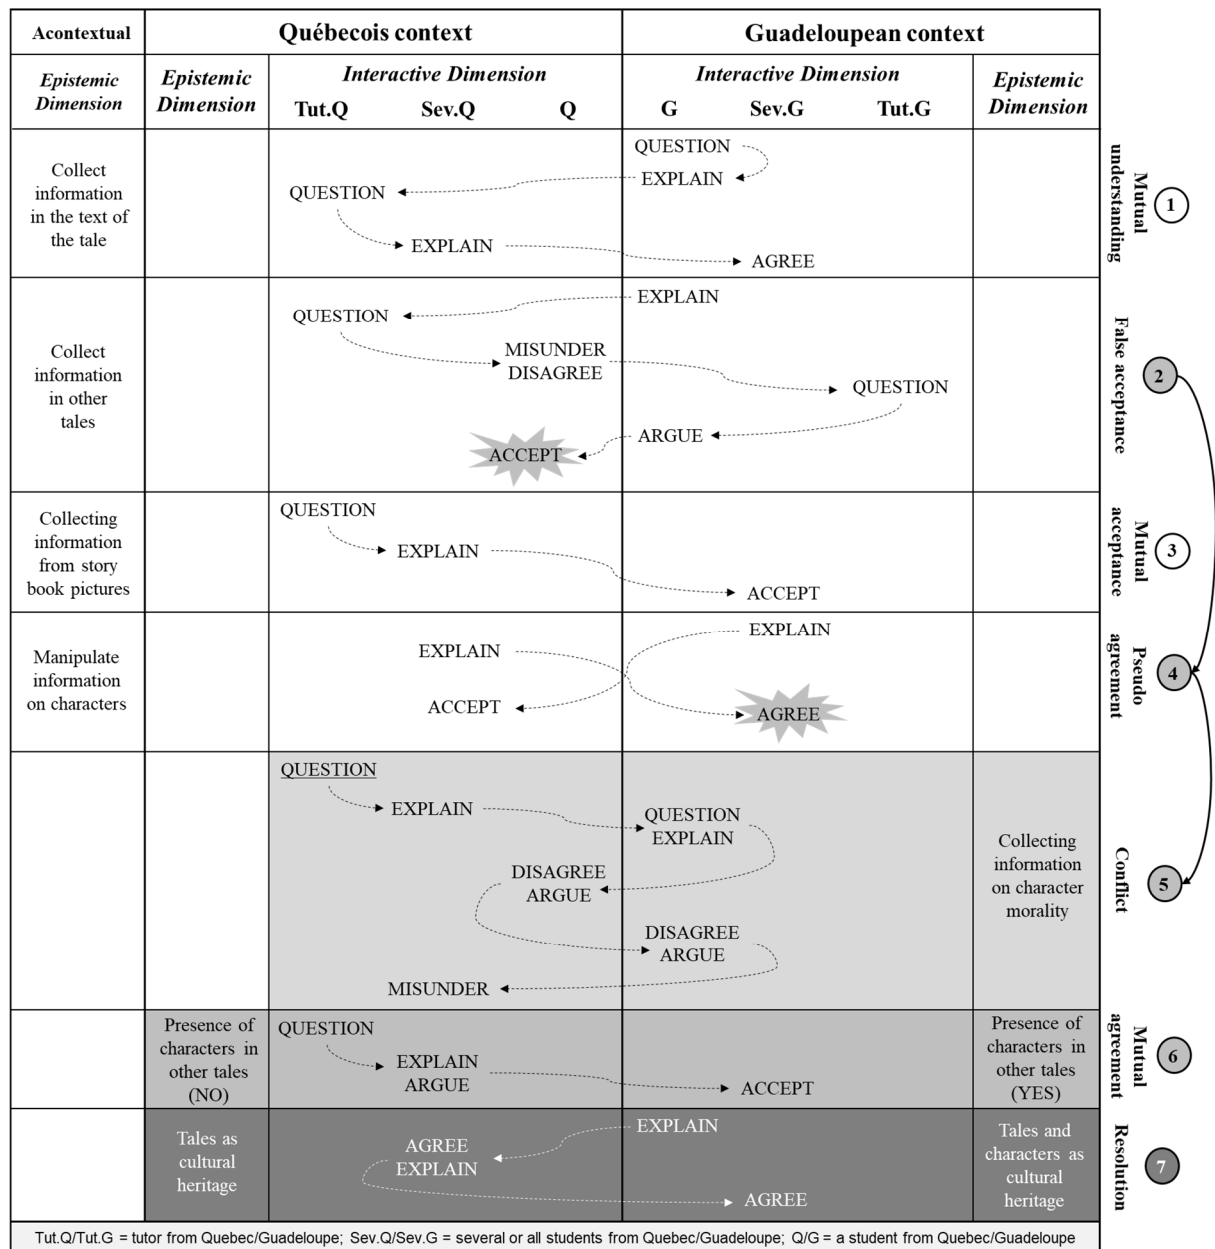 Acontextual
Québecois context
Guadeloupean context
Epistemic
Dimension
Epistemic
Dimension
Interactive Dimension
Tut.Q Sev.Q Q
Interactive Dimension
G Sev.G Tut.G
Epistemic
Dimension
Collect
information
in the text of
the tale
QUESTION
EXPLAIN
QUESTION
EXPLAIN
AGREE
Mutual
understanding
1
Collect
information
in other
tales
EXPLAIN
QUESTION
MISUNDER
DISAGREE
QUESTION
ARGUE
ACCEPT
False acceptance
2
Collecting
information
from story
book pictures
QUESTION
EXPLAIN
ACCEPT
Mutual
acceptance
3
Manipulate
information
on characters
EXPLAIN
EXPLAIN
ACCEPT
AGREE
Pseudo
agreement
4
QUESTION
EXPLAIN
QUESTION
EXPLAIN
DISAGREE
ARGUE
DISAGREE
ARGUE
MISUNDER
Collecting
information
on character
morality
Conflict
5
Presence of
characters in
other tales
(NO)
QUESTION
EXPLAIN
ARGUE
ACCEPT
Presence of
characters in
other tales
(YES)
Mutual
agreement
6
Tales as
cultural
heritage
EXPLAIN
AGREE
EXPLAIN
AGREE
Tales and
characters as
cultural
heritage
Resolution
7
Tut.Q/Tut.G = tutor from Quebec/Guadeloupe; Sev.Q/Sev.G = several or all students from Quebec/Guadeloupe; Q/G = a student from Quebec/Guadeloupe